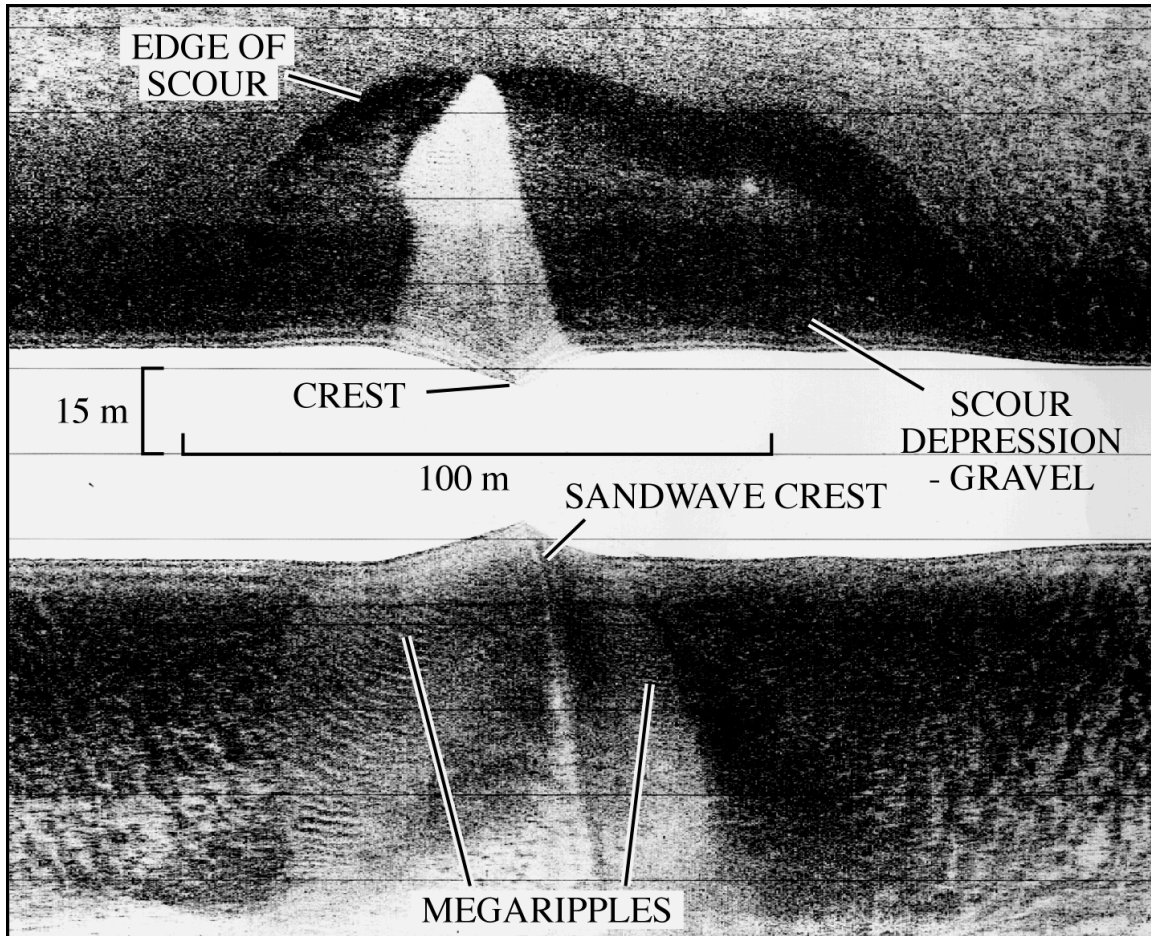 EDGE OF
SCOUR
CREST
15 m
100 m
SCOUR
DEPRESSION
- GRAVEL
SANDWAVE CREST
MEGARIPPLES